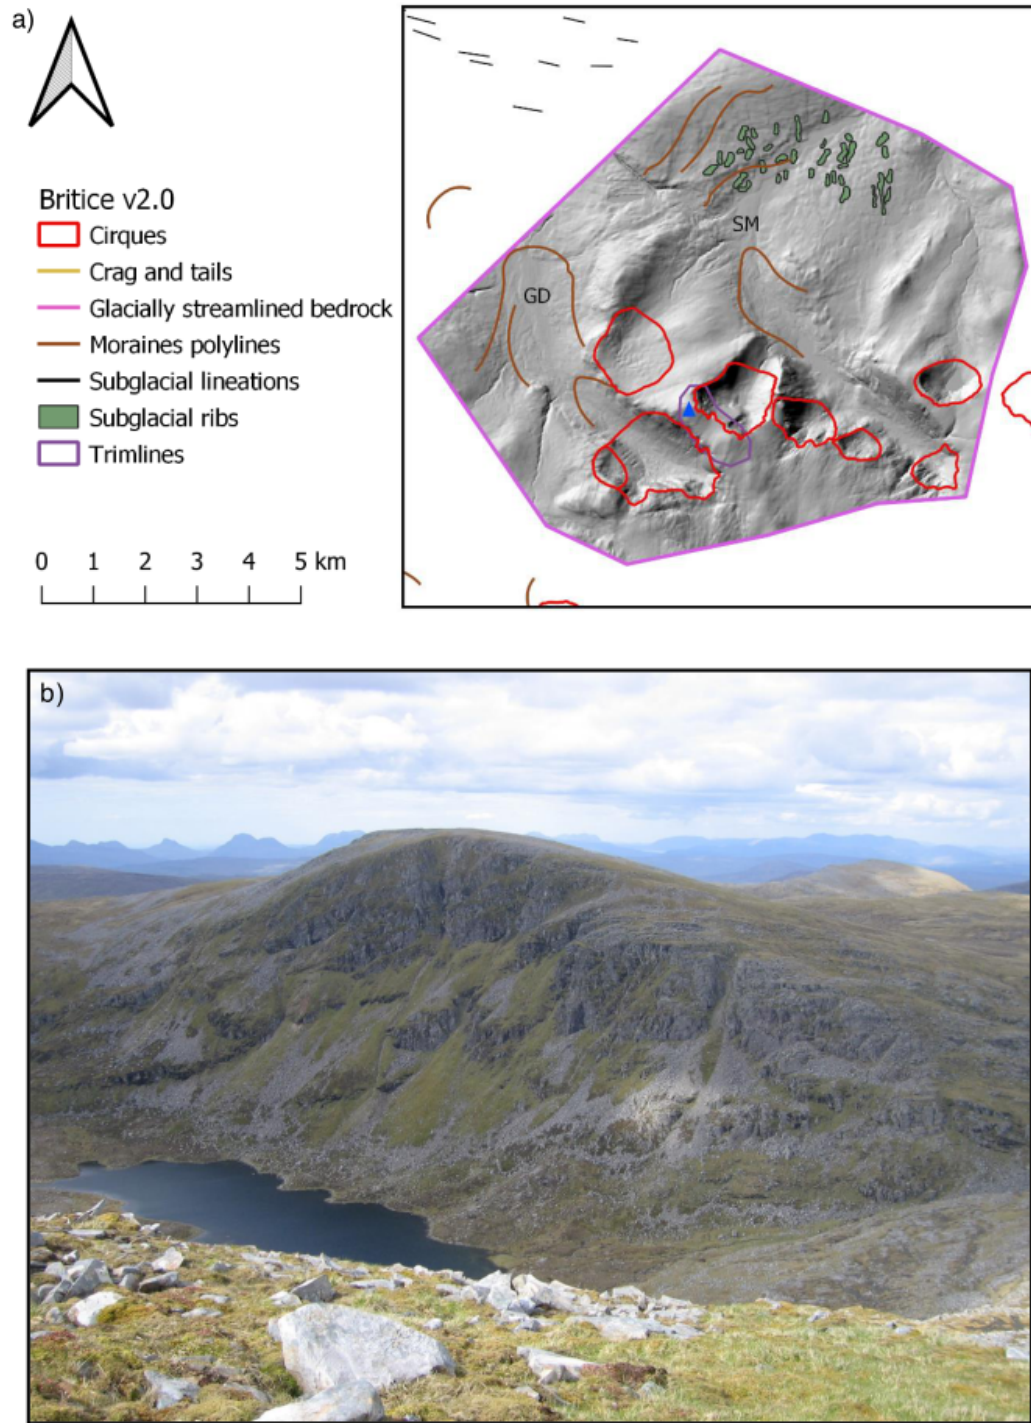 a)
Britice v2.0
Cirques
Crag and tails
Glacially streamlined bedrock
Moraines polylines
Subglacial lineations
Subglacial ribs
Trimlines
0 1 2 3 4 5 km
SM
GD
b)